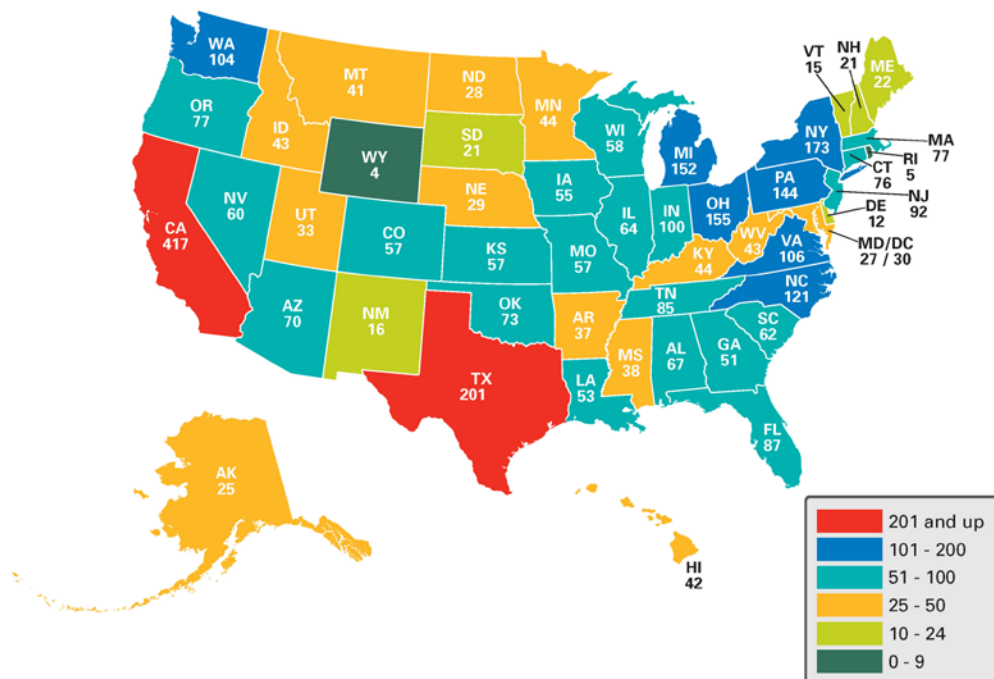 WA
104
OR
77
CA
417
NV
60
ID
43
MT
41
WY
4
UT
33
AZ
70
CO
57
NM
16
ND
28
SD
21
NE
29
KS
57
OK
73
TX
201
MN
44
IA
55
MO
57
AR
37
LA
53
WI
58
IL
64
MI
152
IN
100
OH
155
KY
44
TN
85
MS
38
AL
67
GA
51
FL
87
SC
62
NC
121
VA
106
WV
43
PA
144
NY
173
VT
15
NH
21
ME
22
MA
77
RI
5
CT
76
NJ
92
DE
12
MD/DC
27 / 30
AK
25
HI
42
201 and up
101 - 200
51 - 100
25 - 50
10 - 24
0 - 9